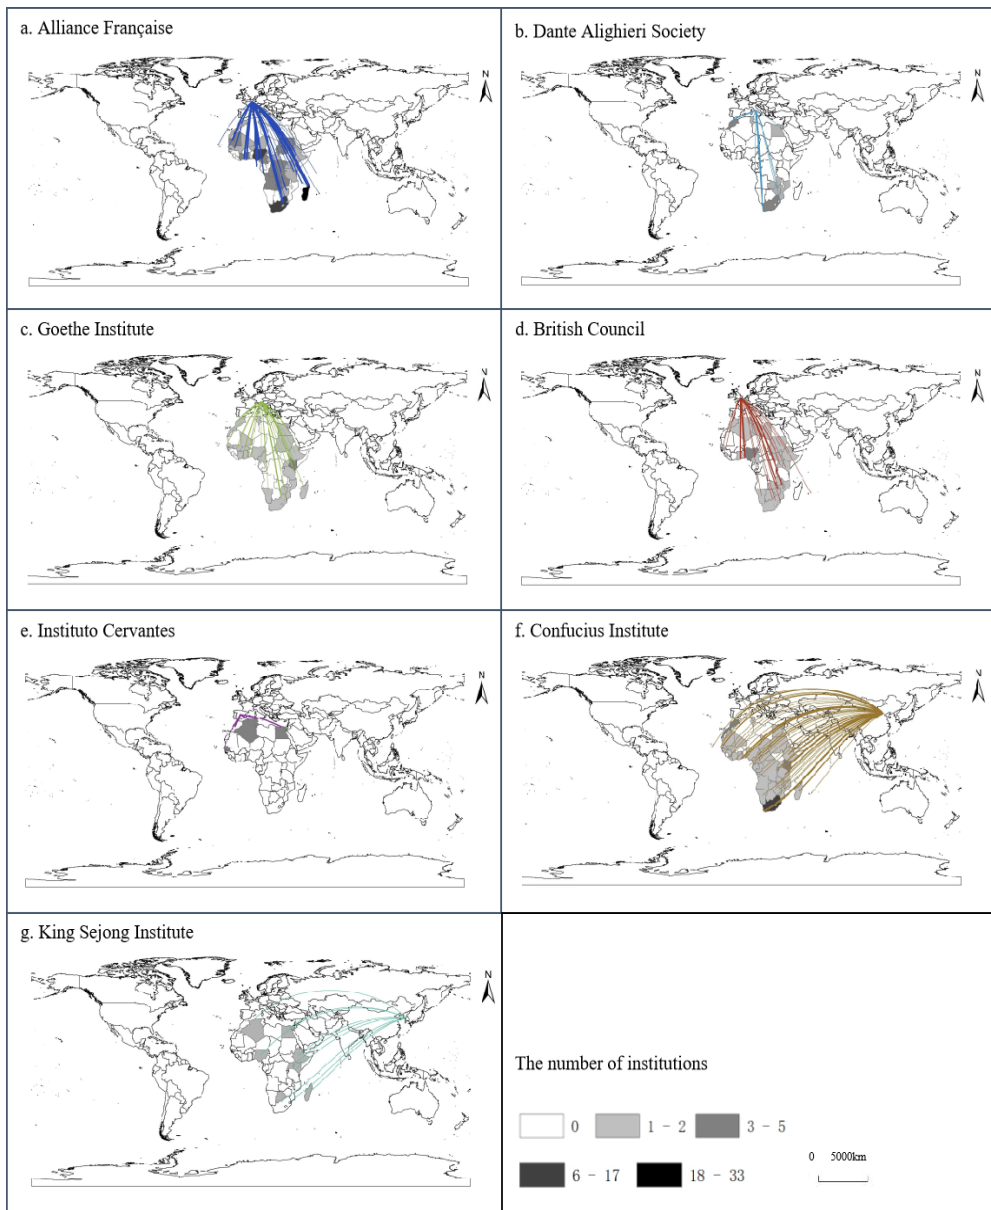 a. Alliance Française
N
b. Dante Alighieri Society
N
c. Goethe Institute
N
d. British Council
N
e. Instituto Cervantes
N
f. Confucius Institute
N
g. King Sejong Institute
N
The number of institutions
0
1 - 2
3 - 5
6 - 17
18 - 33
0 5000km